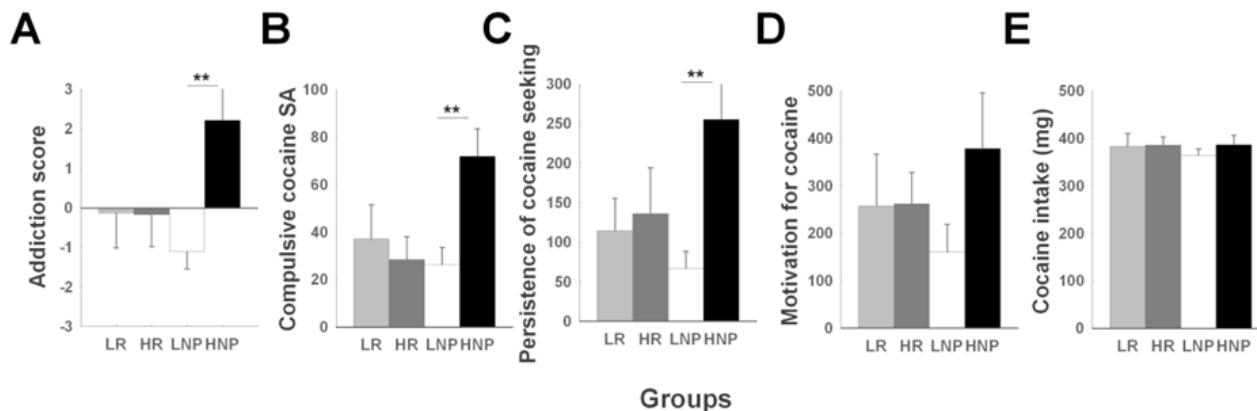 A
Addiction score
3
2
1
0
-1
-2
-3
**
LR HR LNP HNP
B
Compulsive cocaine SA
100
80
60
40
20
0
**
LR HR LNP HNP
C
Persistence of cocaine seeking
300
250
200
150
100
50
0
**
LR HR LNP HNP
D
Motivation for cocaine
500
400
300
200
100
0
LR HR LNP HNP
E
Cocaine intake (mg)
500
400
300
200
100
0
LR HR LNP HNP
Groups